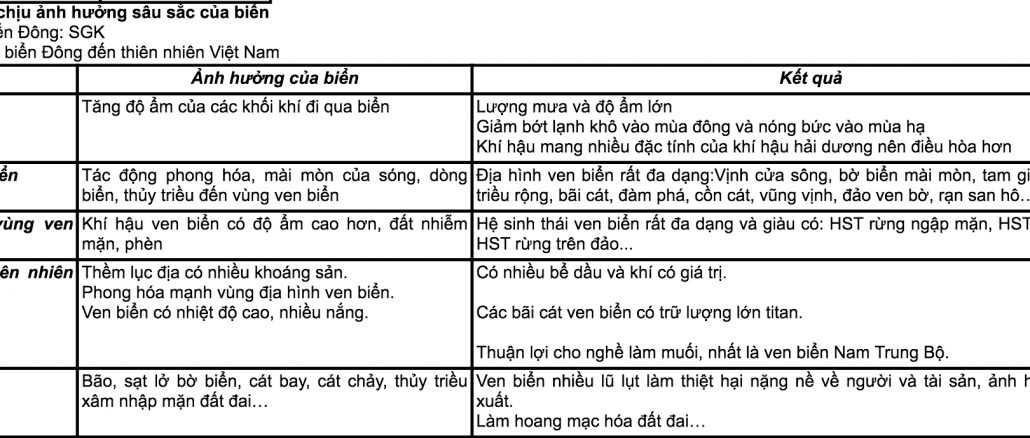 chịu ảnh hưởng sâu sắc của biển
ển Đông: SGK
biển Đông đến thiên nhiên Việt Nam
Ảnh hưởng của biển
Kết quả
Tăng độ ẩm của các khối khí đi qua biển
Lượng mưa và độ ẩm lớn
Giảm bớt lạnh khô vào mùa đông và nóng bức vào mùa hạ
Khí hậu mang nhiều đặc tính của khí hậu hải dương nên điều hòa hơn
ển
Tác động phong hóa, mài mòn của sóng, dòng
biển, thủy triều đến vùng ven biển
Địa hình ven biển rất đa dạng:Vịnh cửa sông, bờ biển mài mòn, tam gi
triều rộng, bãi cát, đầm phá, cồn cát, vũng vịnh, đảo ven bờ, rạn san hô..
vùng ven
Khí hậu ven biển có độ ẩm cao hơn, đất nhiễm
mặn, phèn
Hệ sinh thái ven biển rất đa dạng và giàu có: HST rừng ngập mặn, HST
HST rừng trên đảo...
ên nhiên
Thềm lục địa có nhiều khoáng sản.
Phong hóa mạnh vùng địa hình ven biển.
Ven biển có nhiệt độ cao, nhiều nắng.
Có nhiều bể dầu và khí có giá trị.
Các bãi cát ven biển có trữ lượng lớn titan.
Thuận lợi cho nghề làm muối, nhất là ven biển Nam Trung Bộ.
Bão, sạt lở bờ biển, cát bay, cát chảy, thủy triều
xâm nhập mặn đất đai…
Ven biển nhiều lũ lụt làm thiệt hại nặng nề về người và tài sản, ảnh h
xuất.
Làm hoang mạc hóa đất đai…